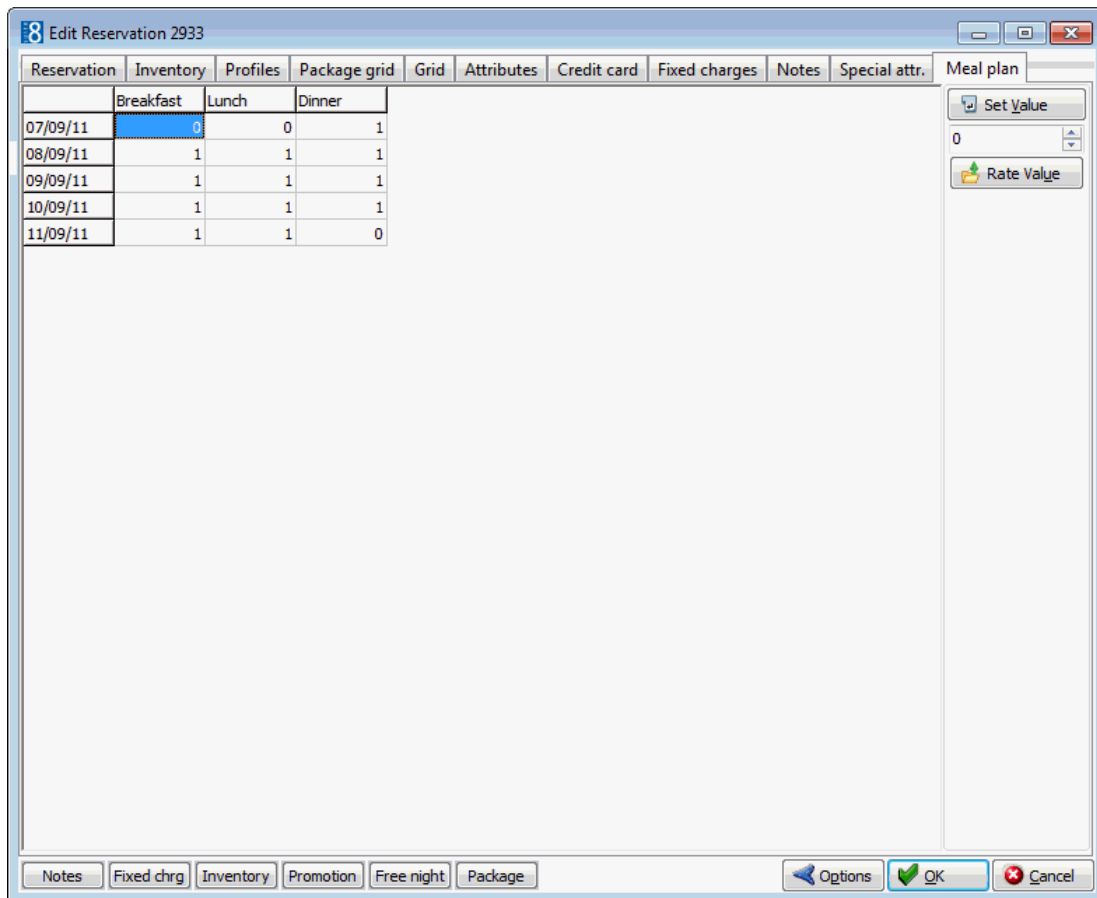 8 Edit Reservation 2933
Reservation Inventory Profiles Package grid Grid Attributes Credit card Fixed charges Notes Special attr. Meal plan
Breakfast Lunch Dinner
Set Value
07/09/11 0 0 1
0
08/09/11 1 1 1
09/09/11 1 1 1
Rate Value
10/09/11 1 1 1
11/09/11 1 1 0
Notes Fixed chrg Inventory Promotion Free night Package Options OK Cancel